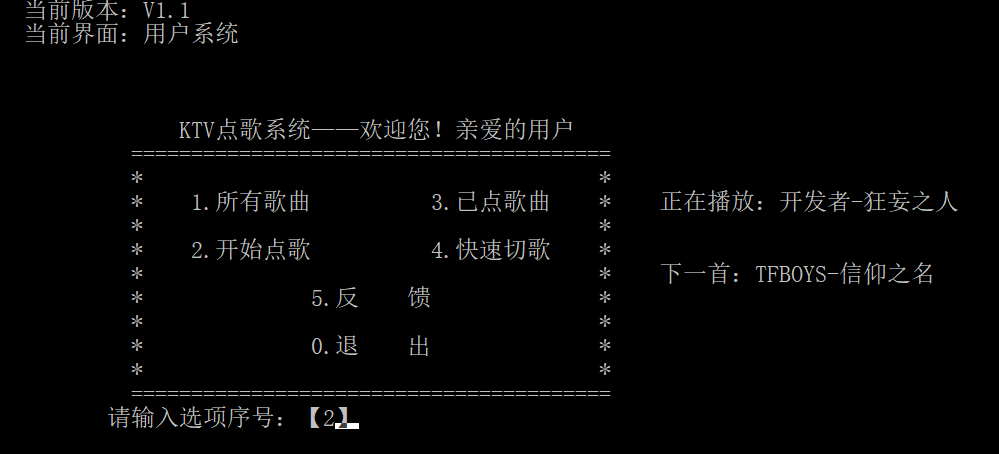 当前版本：V1.1
当前界面：用户系统
KTV点歌系统——欢迎您！亲爱的用户
========================================
* *
* 1.所有歌曲 3.已点歌曲 * 正在播放：开发者-狂妄之人
* *
* 2.开始点歌 4.快速切歌 *
* * 下一首：TFBOYS-信仰之名
* 5.反 馈 *
* *
* 0.退 出 *
* *
========================================
请输入选项序号：【2】